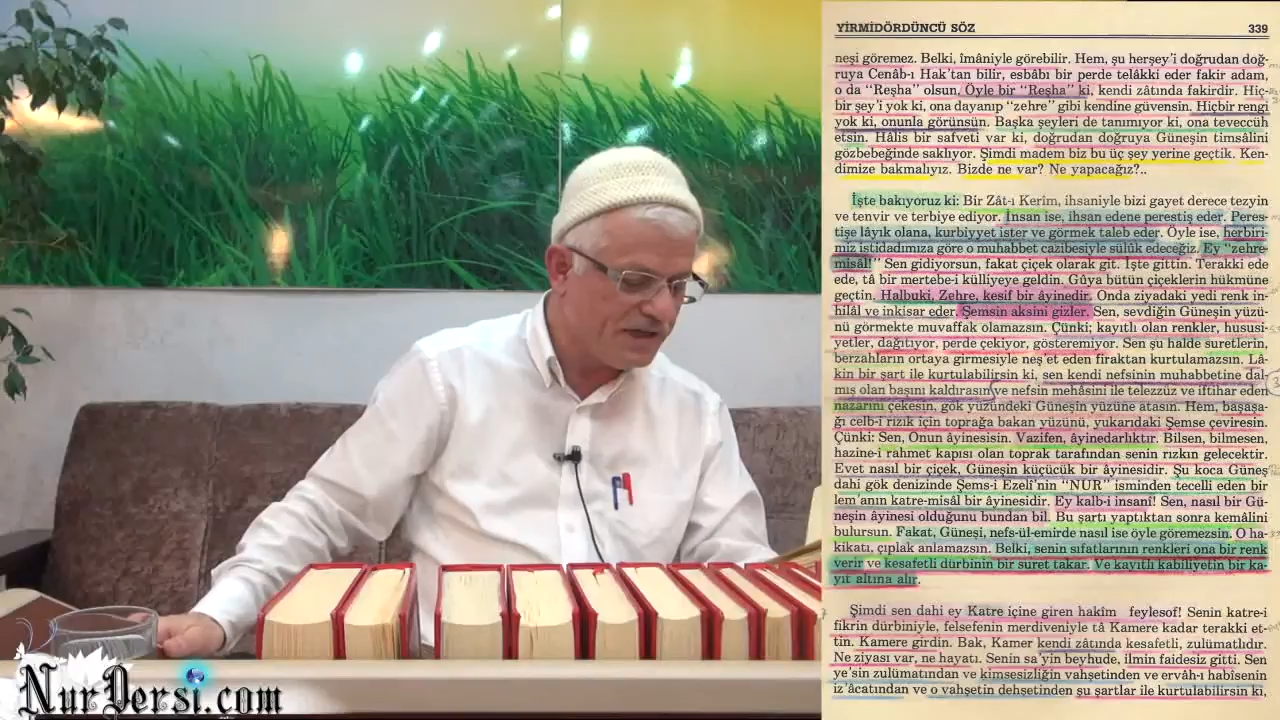 YİRMİDÖRDÜNCÜ SÖZ 339
neşi göremez. Belki, îmâniyle görebilir. Hem, şu herşey'i doğrudan doğ-
ruya Cenâb-ı Hak'tan bilir, esbâbı bir perde telâkki eder fakir adam,
o da "Reşha" olsun. Öyle bir "Reşha" ki, kendi zâtında fakirdir. Hiç-
bir şey'i yok ki, ona dayanıp "zehre" gibi kendine güvensin. Hiçbir rengi
yok ki, onunla görünsün. Başka şeyleri de tanımıyor ki, ona teveccüh
etsin. Hâlis bir safveti var ki, doğrudan doğruya Güneşin timsâlini
gözbebeğinde saklıyor. Şimdi madem biz bu üç şey yerine geçtik. Ken-
dimize bakmalıyız. Bizde ne var? Ne yapacağız?..
İşte bakıyoruz ki: Bir Zât-ı Kerîm, ihsaniyle bizi gayet derece tezyin
ve tenvir ve terbiye ediyor. İnsan ise, ihsan edene perestiş eder. Peres-
tişe lâyık olana, kurbiyyet ister ve görmek taleb eder. Öyle ise, herbiri-
miz istidadımıza göre o muhabbet cazibesiyle sülûk edeceğiz. Ey "zehre-
misâl!" Sen gidiyorsun, fakat çiçek olarak git. İşte gittin. Terakki ede
ede, tâ bir mertebe-i külliyeye geldin. Gûya bütün çiçeklerin hükmüne
geçtin. Halbuki, Zehre, kesif bir âyinedir. Onda ziyadaki yedi renk in-
hilâl ve inkisar eder. Şemsin aksini gizler. Sen, sevdiğin Güneşin yüzü-
nü görmekte muvaffak olamazsın. Çünki; kayıtlı olan renkler, hususi-
yetler, dağıtıyor, perde çekiyor, gösteremiyor. Sen şu halde suretlerin,
berzahların ortaya girmesiyle neş'et eden firaktan kurtulamazsın. Lâ-
kin bir şart ile kurtulabilirsin ki, sen kendi nefsinin muhabbetine dal-
mış olan başını kaldırasın ve nefsin mehâsini ile telezzüz ve iftihar eden
nazarını çekesin, gök yüzündeki Güneşin yüzüne atasın. Hem, başaşa-
ğı celb-i rızık için toprağa bakan yüzünü, yukarıdaki Şemse çeviresin.
Çünki: Sen, Onun âyinesisin. Vazifen, âyinedarlıktır. Bilsen, bilmesen,
hazine-i rahmet kapısı olan toprak tarafından senin rızkın gelecektir.
Evet nasıl bir çiçek, Güneşin küçücük bir âyinesidir. Şu koca Güneş
dahi gök denizinde Şems-i Ezelî'nin "NUR" isminden tecelli eden bir
lem'anın katre-misâl bir âyinesidir. Ey kalb-i insanî! Sen, nasıl bir Gü-
neşin âyinesi olduğunu bundan bil. Bu şartı yaptıktan sonra kemâlini
bulursun. Fakat, Güneşi, nefs-ül-emirde nasıl ise öyle göremezsin. O ha-
kikatı, çıplak anlamazsın. Belki, senin sıfatlarının renkleri ona bir renk
verir ve kesafetli dürbinin bir sûret takar. Ve kayıtlı kabiliyetin bir ka-
yıt altına alır.
Şimdi sen dahi ey Katre içine giren hakîm feylesof! Senin katre-i
fikrin dürbiniyle, felsefenin merdiveniyle tâ Kamere kadar terakki et-
tin. Kamere girdin. Bak, Kamer kendi zâtında kesafetli, zulümatlıdır.
Ne ziyası var, ne hayatı. Senin sa'yin beyhude, ilmin faidesiz gitti. Sen
ye'sin zulümatından ve kimsesizliğin vahşetinden ve ervâh-ı habîsenin
iz'âcatından ve o vahşetin dehşetinden şu şartlar ile kurtulabilirsin ki,
NurDersi.com